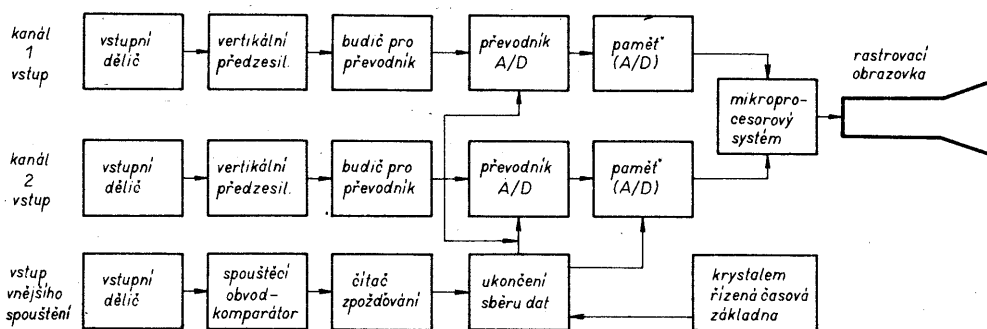 kanál
1
vstup
vstupní
dělič
vertikální
předzesil.
budič pro
převodník
převodník
A/D
paměť
(A/D)
mikropro-
cesorový
systém
rastrovací
obrazovka
kanál
2
vstup
vstupní
dělič
vertikální
předzesil.
budič pro
převodník
převodník
A/D
paměť
(A/D)
vstup
vnějšího
spouštění
vstupní
dělič
spouštěcí
obvod-
komparátor
čítač
zpožďování
ukončení
sběru dat
krystalem
řízená časová
základna